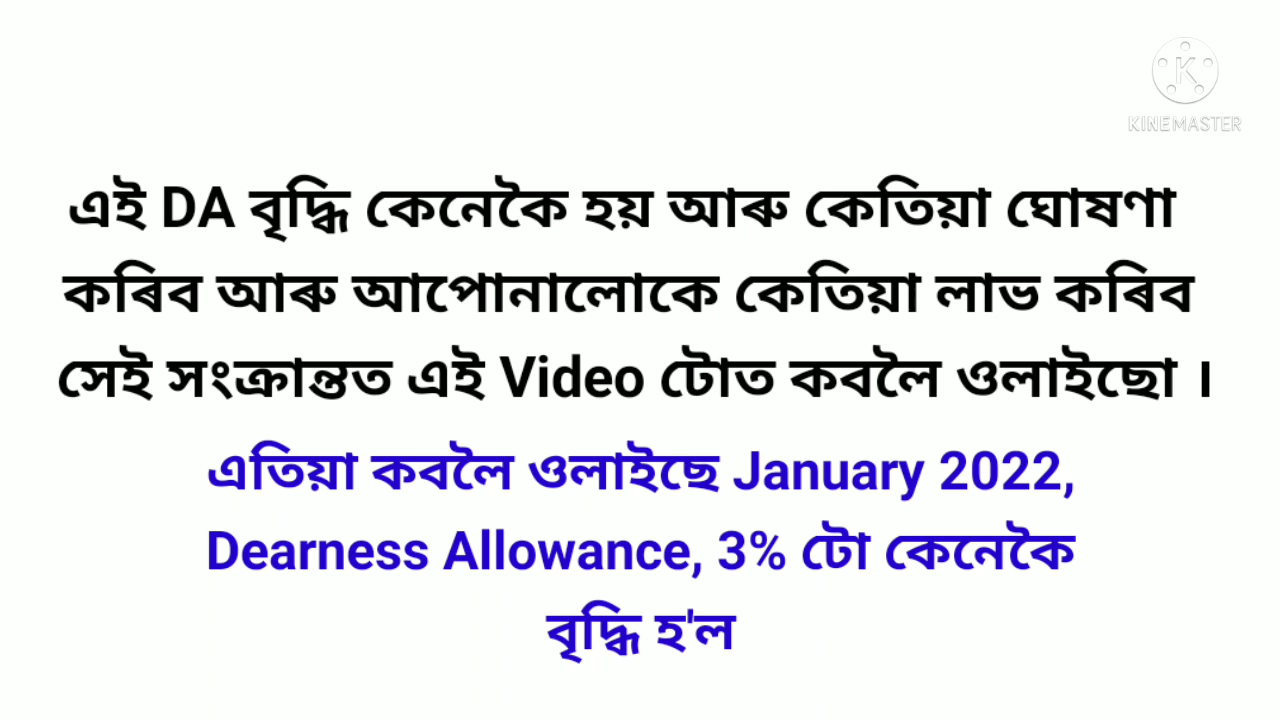 KINEMASTER
এই DA বৃদ্ধি কেনেকৈ হয় আৰু কেতিয়া ঘোষণা
কৰিব আৰু আপোনালোকে কেতিয়া লাভ কৰিব
সেই সংক্ৰান্তত এই Video টোত কবলৈ ওলাইছো ।
এতিয়া কবলৈ ওলাইছে January 2022,
Dearness Allowance, 3% টো কেনেকৈ
বৃদ্ধি হ'ল